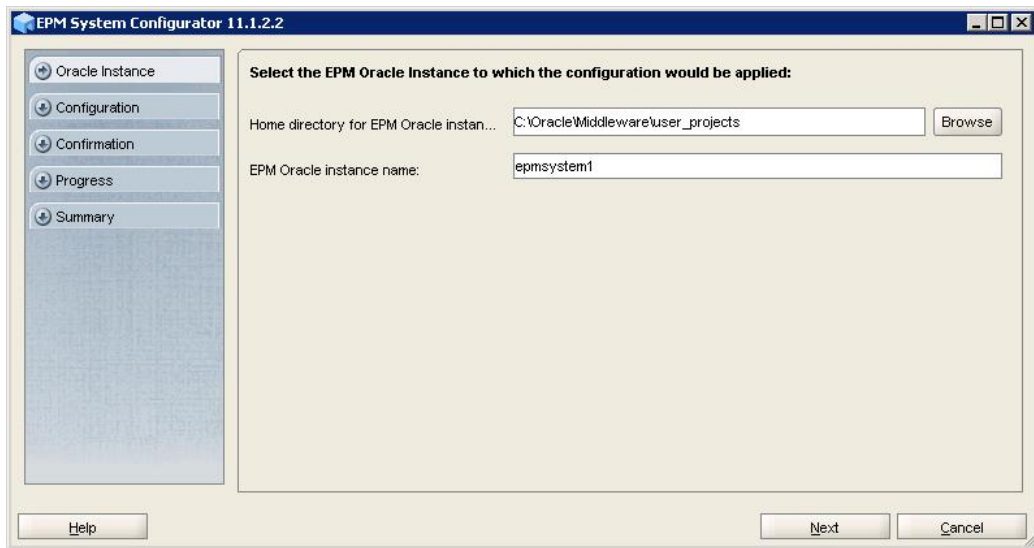 EPM System Configurator 11.1.2.2
Oracle Instance
Configuration
Confirmation
Progress
Summary
Select the EPM Oracle Instance to which the configuration would be applied:
Home directory for EPM Oracle instan... C:\Oracle\Middleware\user_projects Browse
EPM Oracle instance name: epmsystem1
Help Next Cancel